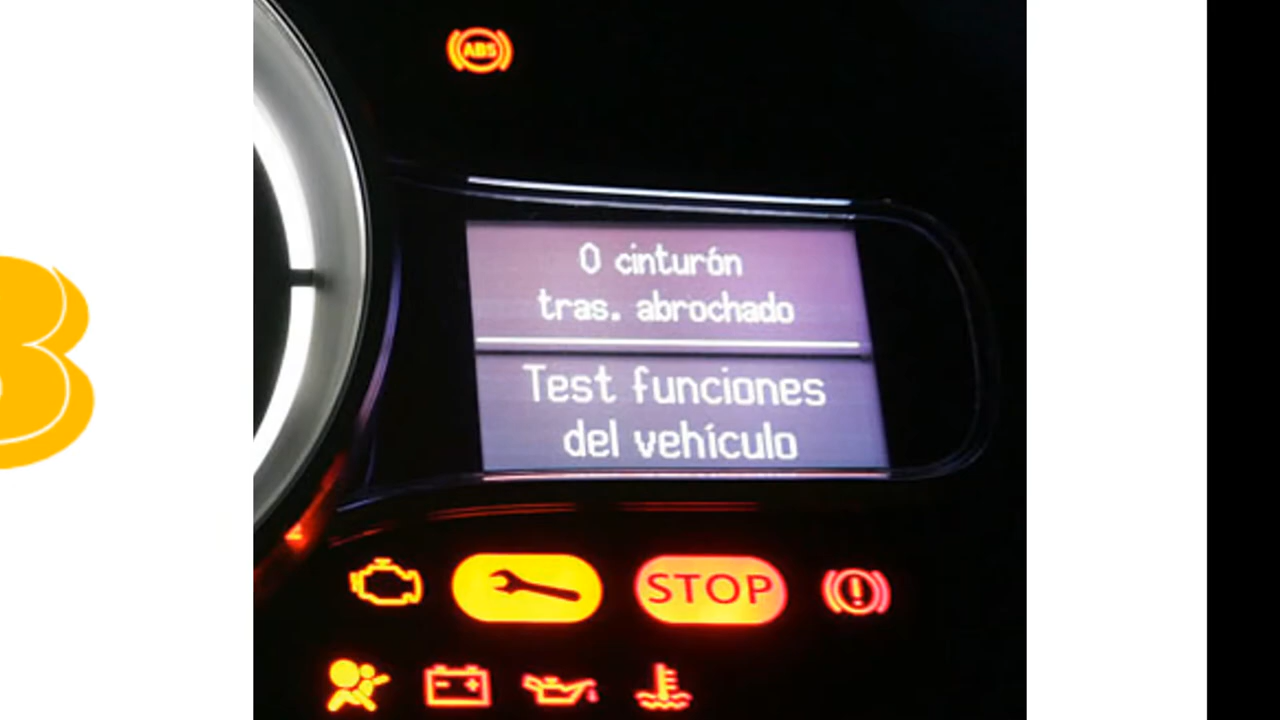 ABS
0 cinturón
tras. abrochado
Test funciones
del vehículo
STOP